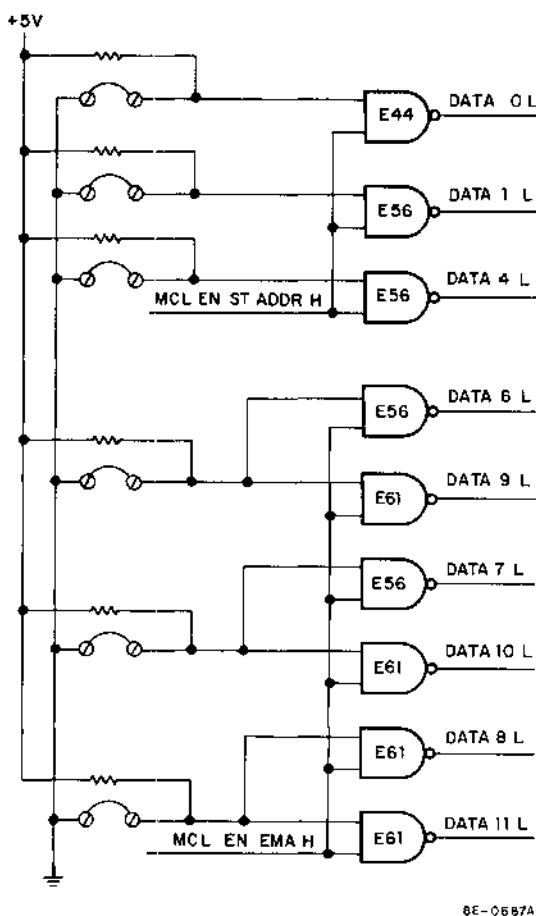 +5V
E44
DATA 0 L
E56
DATA 1 L
E56
DATA 4 L
MCL EN ST ADDR H
E56
DATA 6 L
E61
DATA 9 L
E56
DATA 7 L
E61
DATA 10 L
E61
DATA 8 L
MCL EN EMA H
E61
DATA 11 L
8E-0687A